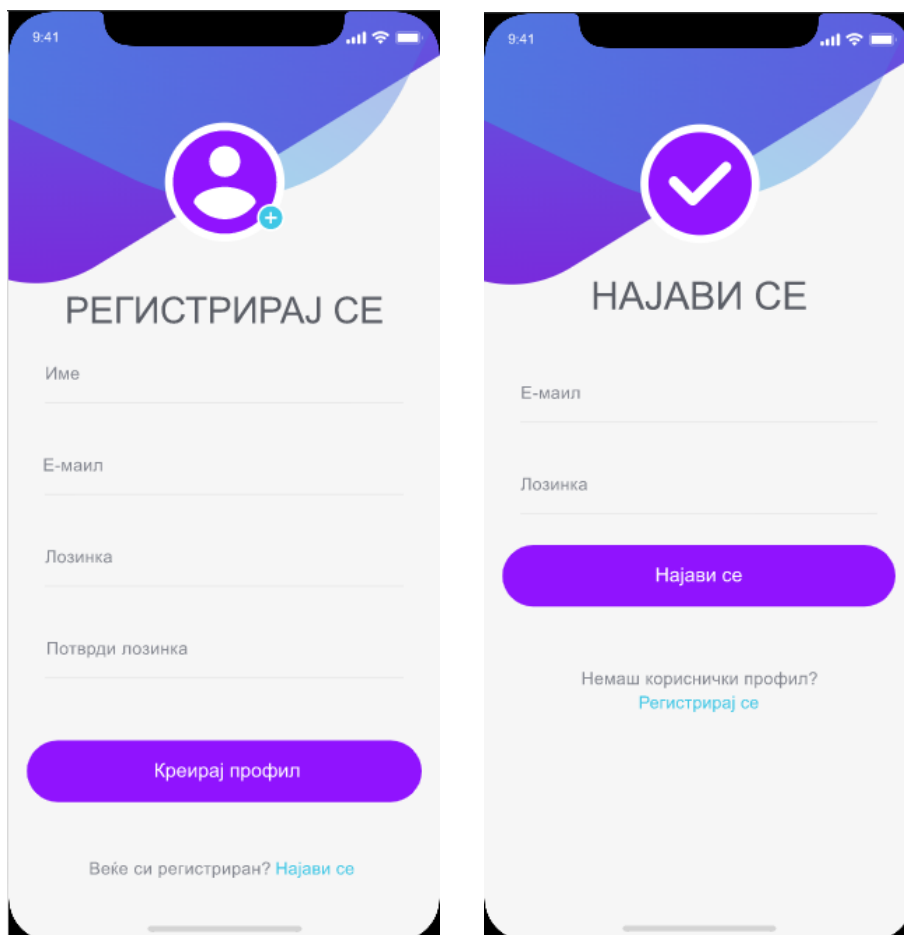 9:41
РЕГИСТРИРАЈ СЕ
Име
Е-маил
Лозинка
Потврди лозинка
Креирај профил
Веќе си регистриран? Најави се
9:41
НАЈАВИ СЕ
Е-маил
Лозинка
Најави се
Немаш кориснички профил?
Регистрирај се